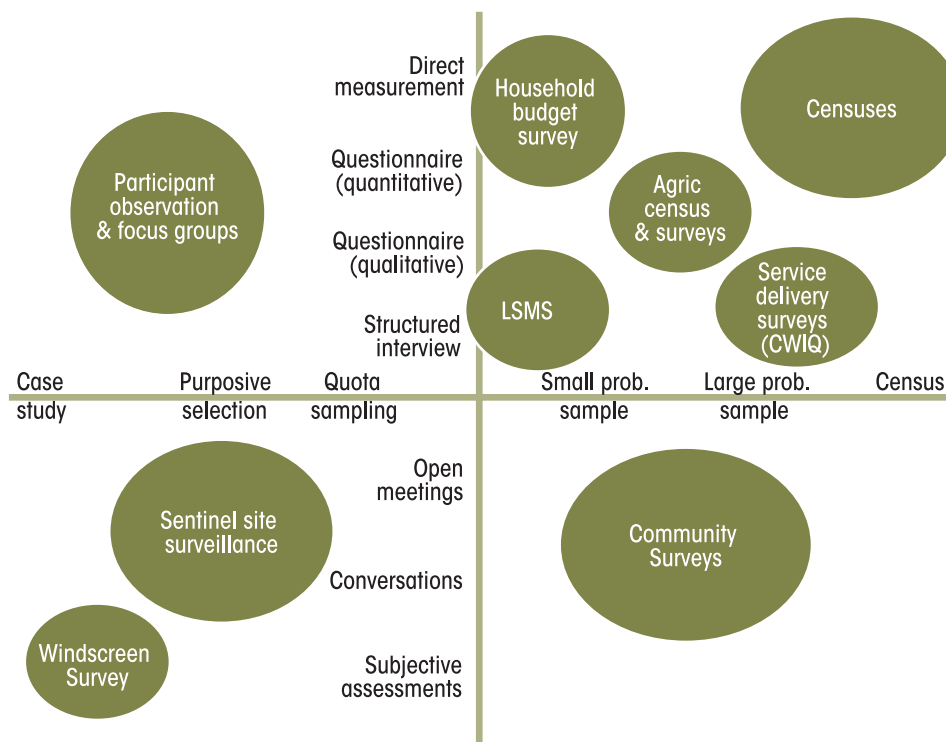 Direct
measurement
Household
budget
survey
Censuses
Participant
observation
& focus groups
Questionnaire
(quantitative)
Agric
census
& surveys
Questionnaire
(qualitative)
LSMS
Service
delivery
surveys
(CWIQ)
Structured
interview
Case
study
Purposive
selection
Quota
sampling
Small prob.
sample
Large prob.
sample
Census
Open
meetings
Sentinel site
surveillance
Community
Surveys
Conversations
Windscreen
Survey
Subjective
assessments